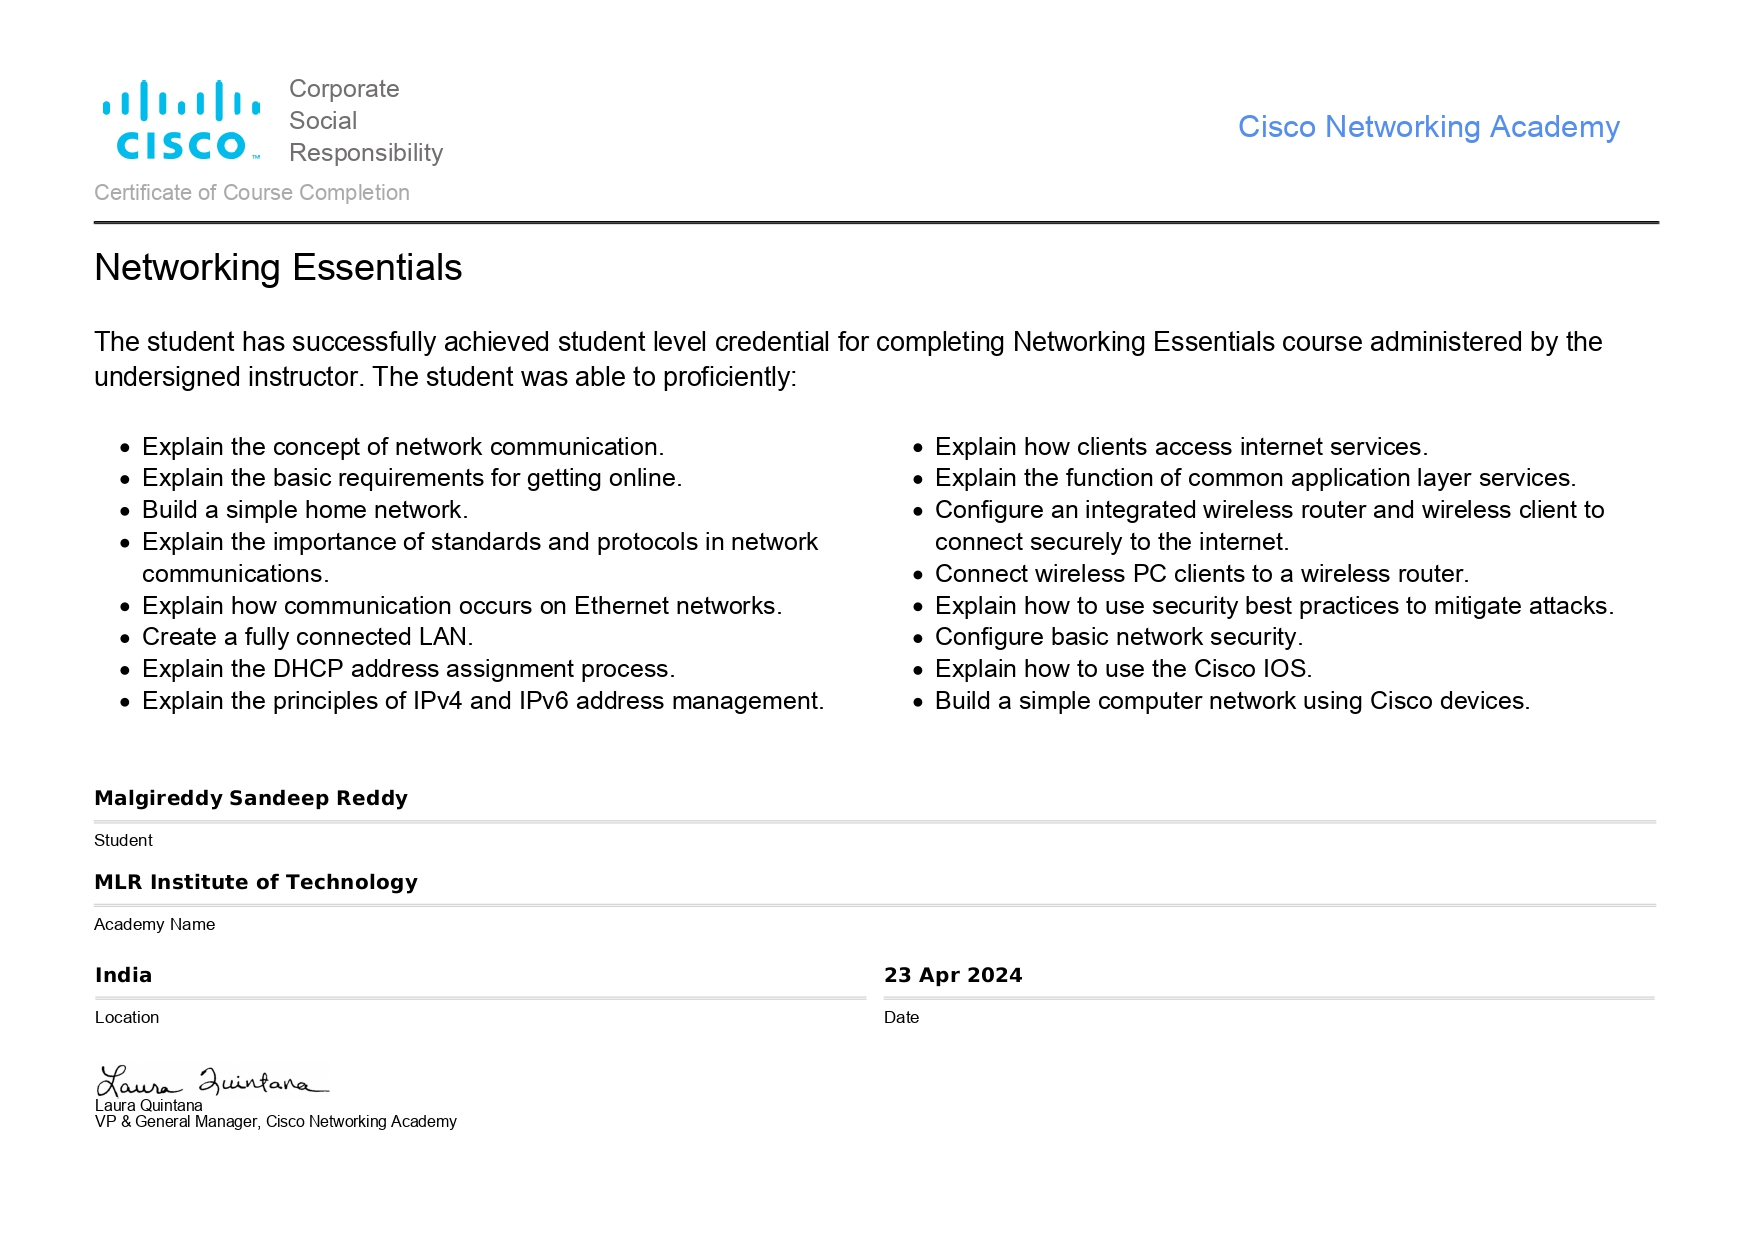 Corporate
Social
Responsibility
CISCO™
Cisco Networking Academy
Certificate of Course Completion
Networking Essentials
The student has successfully achieved student level credential for completing Networking Essentials course administered by the
undersigned instructor. The student was able to proficiently:
• Explain the concept of network communication.
• Explain the basic requirements for getting online.
• Build a simple home network.
• Explain the importance of standards and protocols in network
communications.
• Explain how communication occurs on Ethernet networks.
• Create a fully connected LAN.
• Explain the DHCP address assignment process.
• Explain the principles of IPv4 and IPv6 address management.
• Explain how clients access internet services.
• Explain the function of common application layer services.
• Configure an integrated wireless router and wireless client to
connect securely to the internet.
• Connect wireless PC clients to a wireless router.
• Explain how to use security best practices to mitigate attacks.
• Configure basic network security.
• Explain how to use the Cisco IOS.
• Build a simple computer network using Cisco devices.
Malgireddy Sandeep Reddy
Student
MLR Institute of Technology
Academy Name
India
Location
23 Apr 2024
Date
Laura Quintana
Laura Quintana
VP & General Manager, Cisco Networking Academy